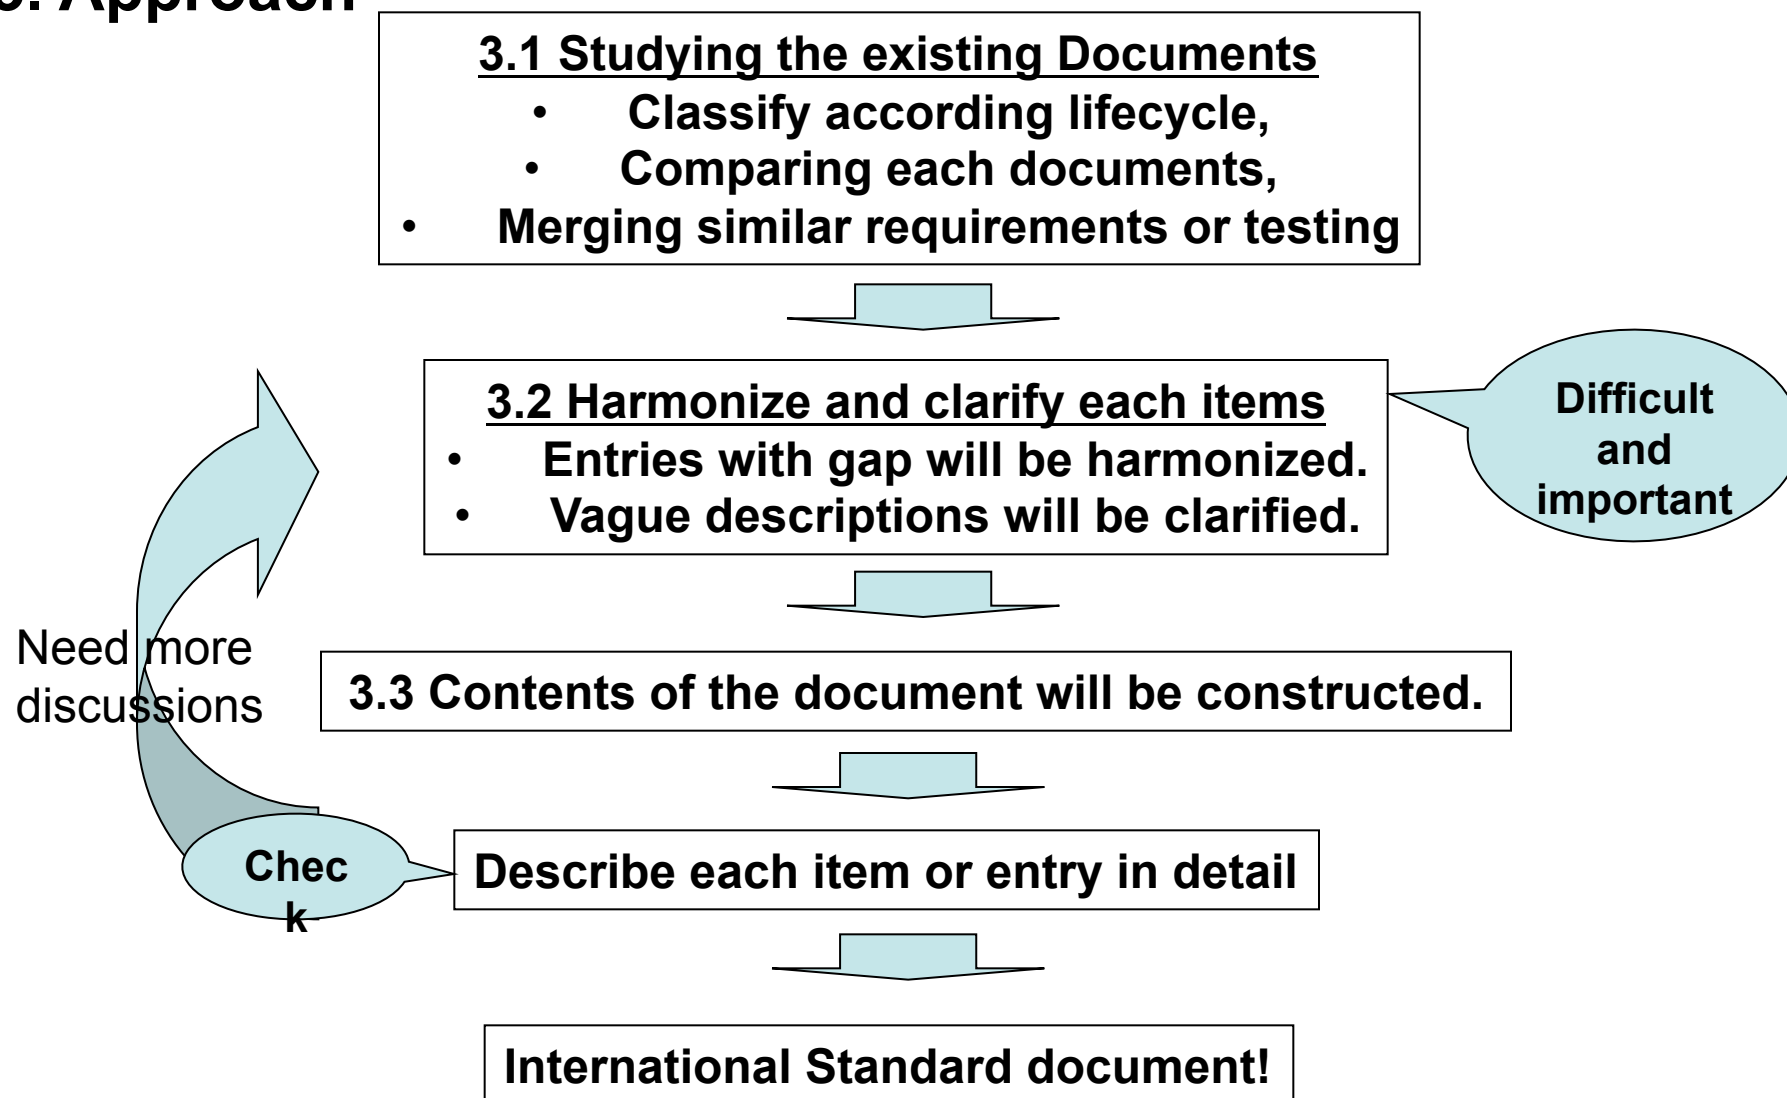 3. Approach
3.1 Studying the existing Documents
• Classify according lifecycle,
• Comparing each documents,
• Merging similar requirements or testing
3.2 Harmonize and clarify each items
• Entries with gap will be harmonized.
• Vague descriptions will be clarified.
Difficult
and
important
Need more
discussions
3.3 Contents of the document will be constructed.
Chec
k
Describe each item or entry in detail
International Standard document!